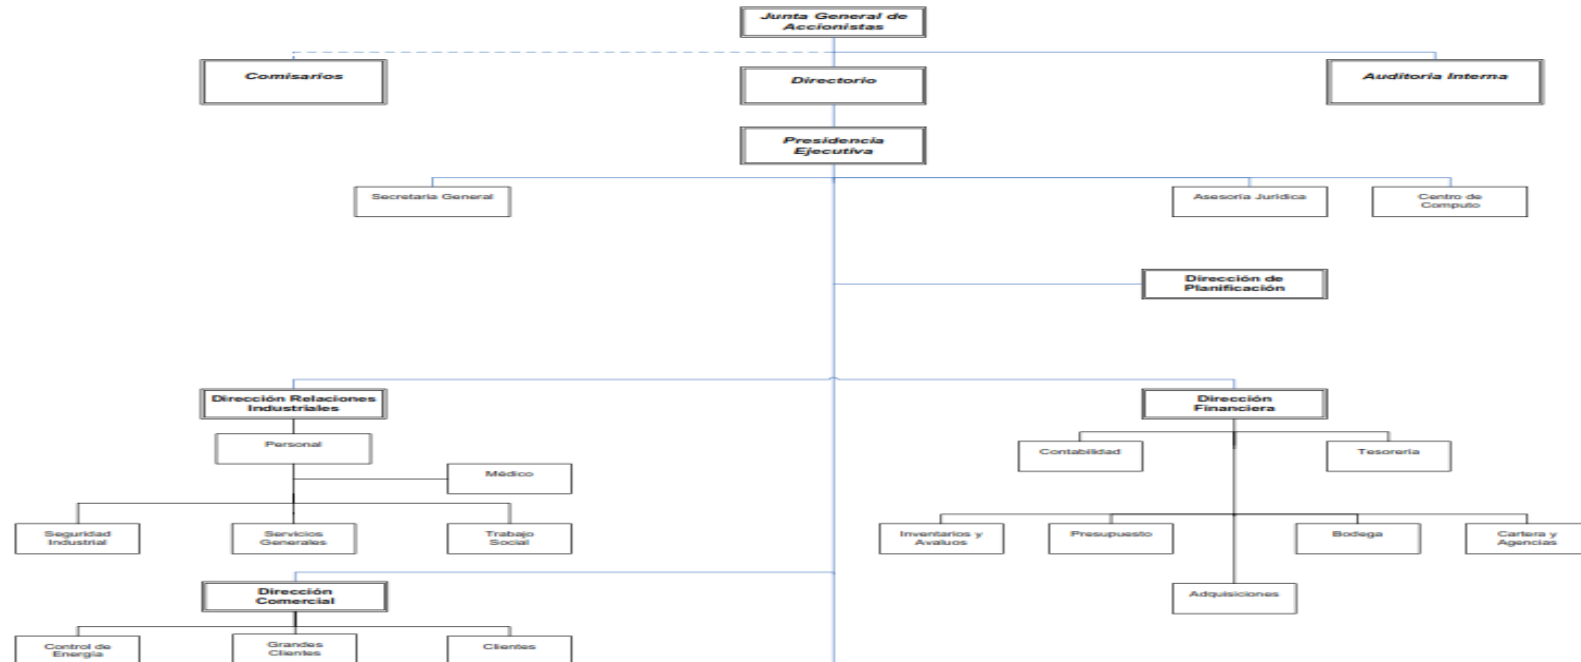 Junta General de
Accionistas
Comisarios
Directorio
Auditoria Interna
Presidencia
Ejecutiva
Secretaria General
Asesoría Jurídica
Centro de
Computo
Dirección de
Planificación
Dirección Relaciones
Industriales
Dirección
Financiera
Personal
Contabilidad
Tesorería
Médico
Seguridad
Industrial
Servicios
Generales
Trabajo
Social
Inventarios y
Avaluos
Presupuesto
Bodega
Cartera y
Agencias
Dirección
Comercial
Adquisiciones
Control de
Energía
Grandes
Clientes
Clientes